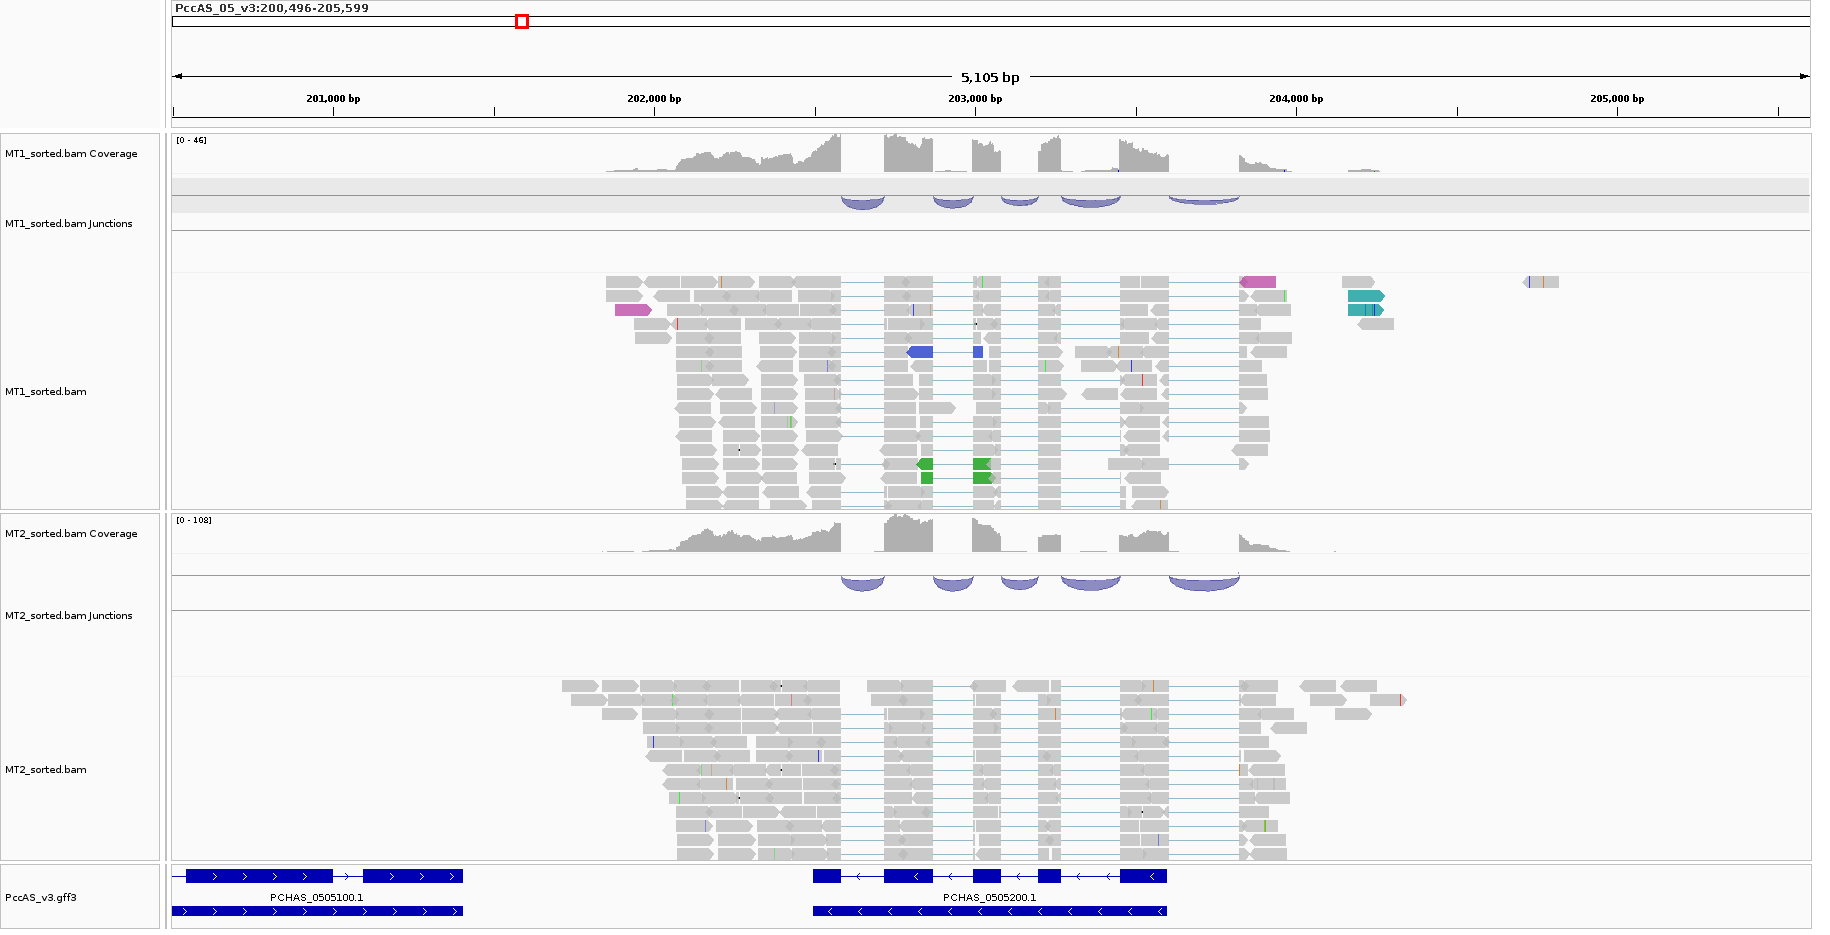 PccAS_05_v3:200,496-205,599
5,105 bp
201,000 bp 202,000 bp 203,000 bp 204,000 bp 205,000 bp
MT1_sorted.bam Coverage
[0 - 46]
MT1_sorted.bam Junctions
MT1_sorted.bam
MT2_sorted.bam Coverage
[0 - 108]
MT2_sorted.bam Junctions
MT2_sorted.bam
PccAS_v3.gff3
PCHAS_0505100.1 PCHAS_0505200.1